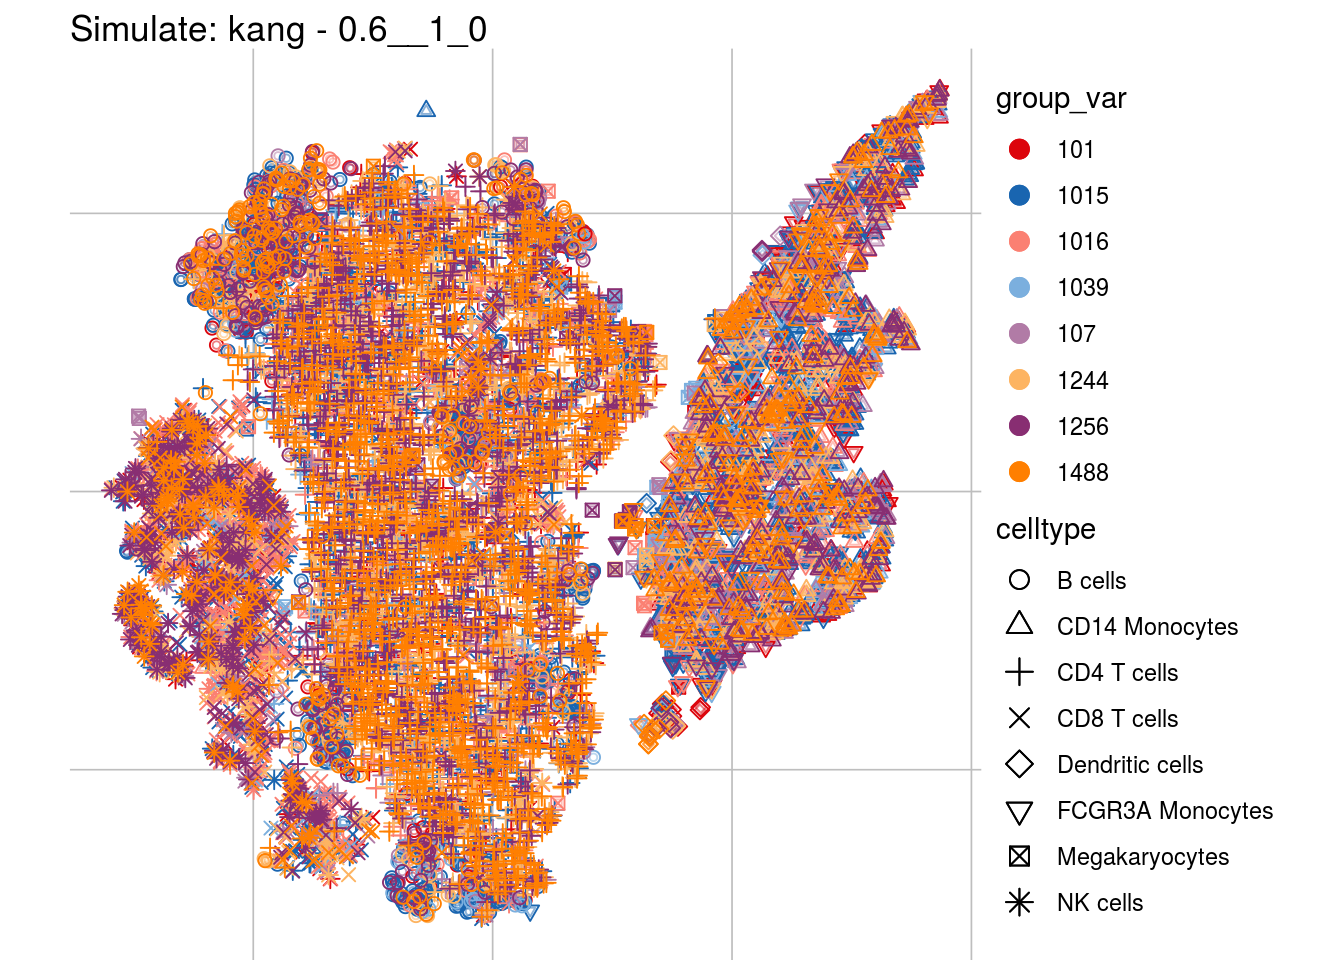 Simulate: kang - 0.6__1_0
group_var
101
1015
1016
1039
107
1244
1256
1488
celltype
B cells
CD14 Monocytes
CD4 T cells
CD8 T cells
Dendritic cells
FCGR3A Monocytes
Megakaryocytes
NK cells